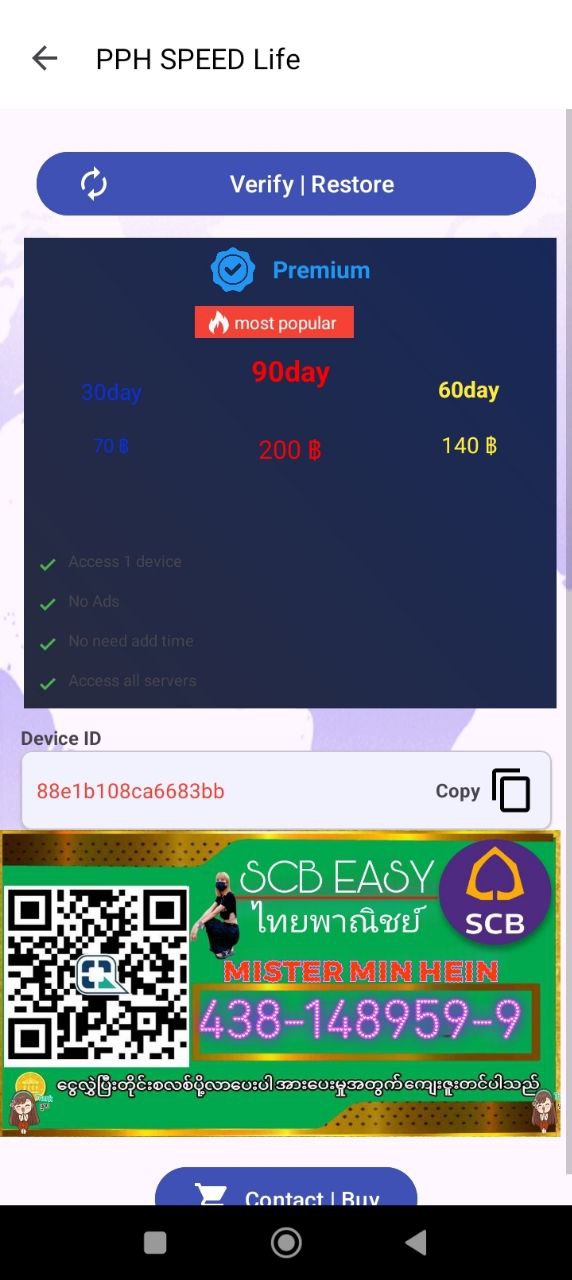 PPH SPEED Life
Verify | Restore
Premium
most popular
30day
90day
60day
70 ฿
200 ฿
140 ฿
Access 1 device
No Ads
No need add time
Access all servers
Device ID
88e1b108ca6683bb
Copy
SCB EASY
ไทยพาณิชย์
SCB
MISTER MIN HEIN
438-148959-9
ငွေလွှဲပြီးတိုင်းစလစ်ပို့လာပေးပါ အားပေးမှုအတွက်ကျေးဇူးတင်ပါသည်
Contact | Buy